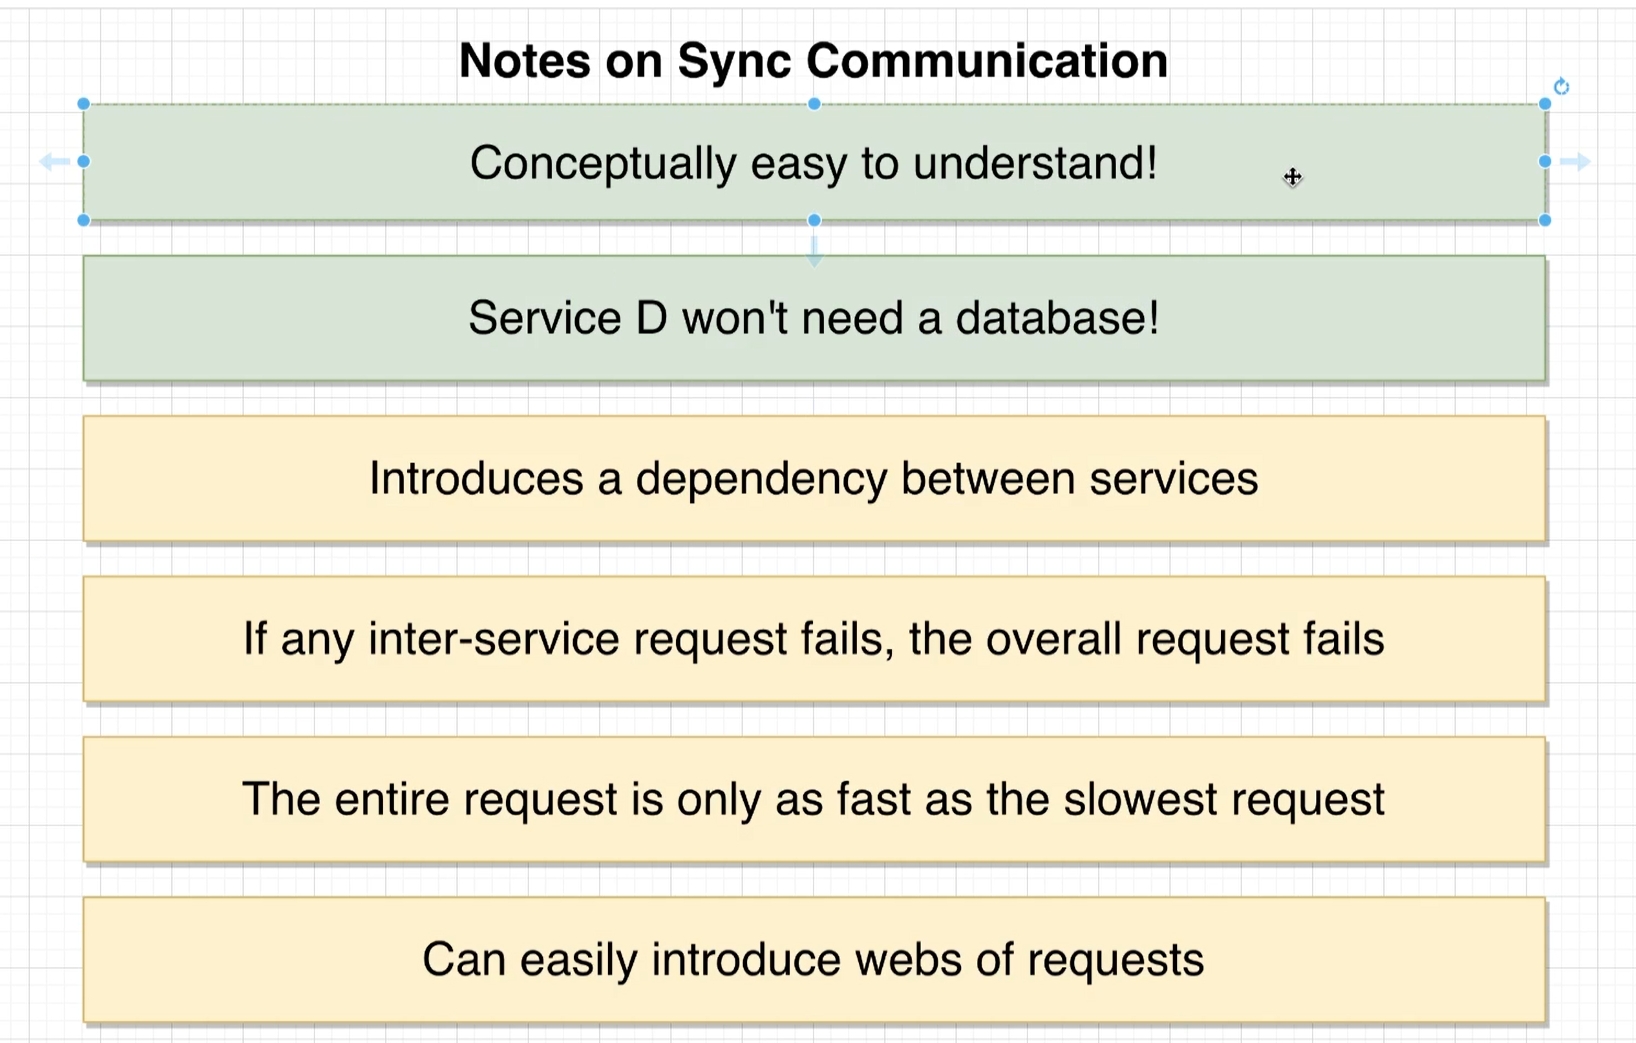 Notes on Sync Communication
Conceptually easy to understand!
Service D won't need a database!
Introduces a dependency between services
If any inter-service request fails, the overall request fails
The entire request is only as fast as the slowest request
Can easily introduce webs of requests